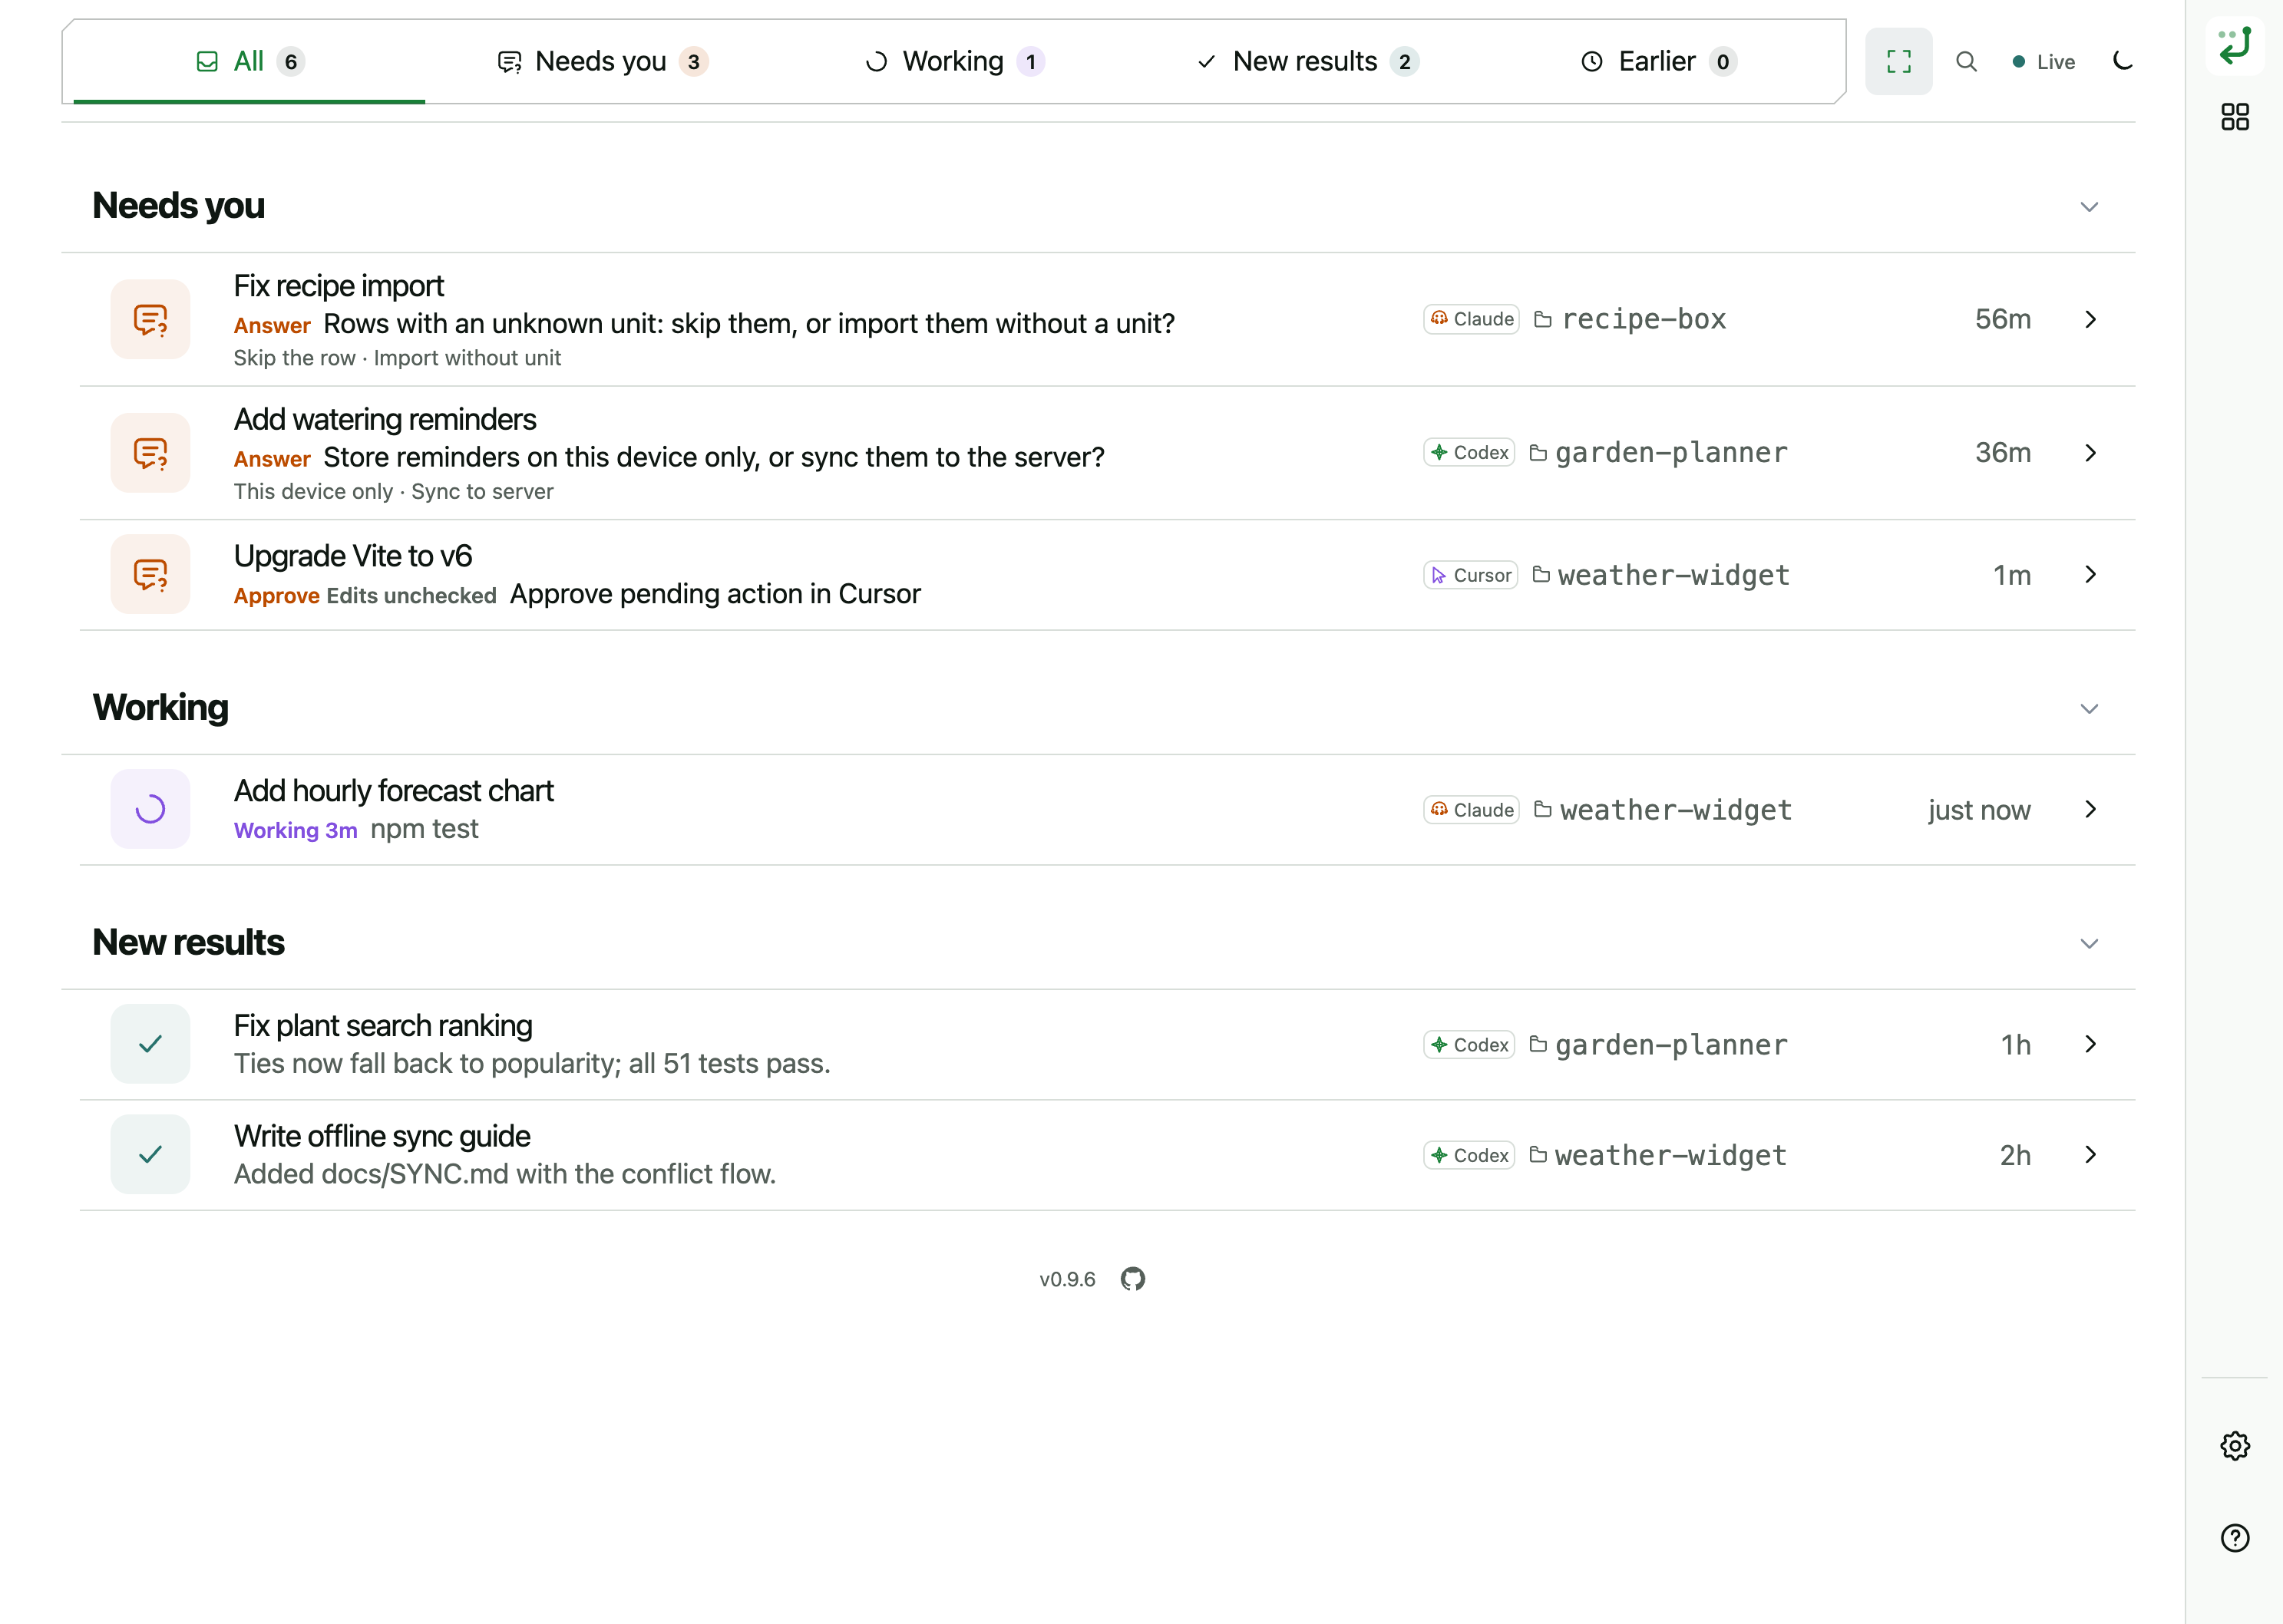 All 6
Needs you 3
Working 1
New results 2
Earlier 0
Live
Needs you
Fix recipe import
Answer Rows with an unknown unit: skip them, or import them without a unit?
Skip the row · Import without unit
Claude recipe-box 56m
Add watering reminders
Answer Store reminders on this device only, or sync them to the server?
This device only · Sync to server
Codex garden-planner 36m
Upgrade Vite to v6
Approve Edits unchecked Approve pending action in Cursor
Cursor weather-widget 1m
Working
Add hourly forecast chart
Working 3m npm test
Claude weather-widget just now
New results
Fix plant search ranking
Ties now fall back to popularity; all 51 tests pass.
Codex garden-planner 1h
Write offline sync guide
Added docs/SYNC.md with the conflict flow.
Codex weather-widget 2h
v0.9.6